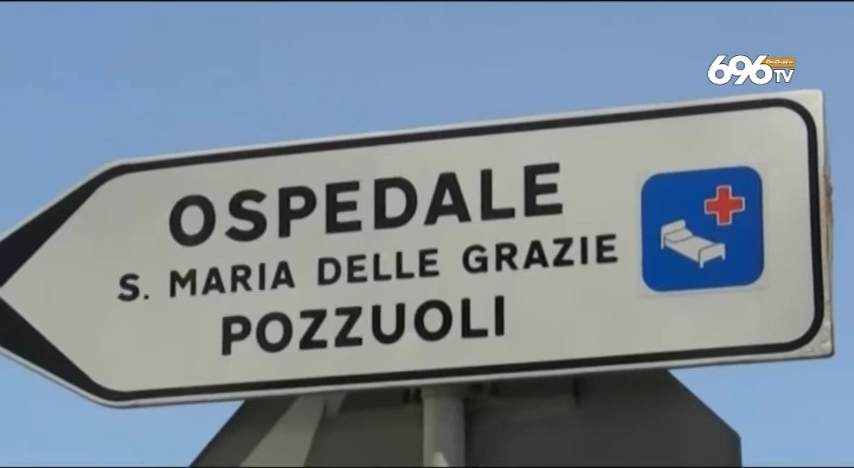 696
TV
OSPEDALE
S. MARIA DELLE GRAZIE
POZZUOLI